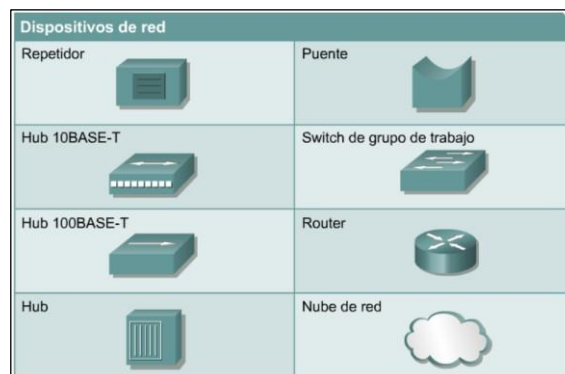 Dispositivos de red
Repetidor
Puente
Hub 10BASE-T
Switch de grupo de trabajo
Hub 100BASE-T
Router
Hub
Nube de red